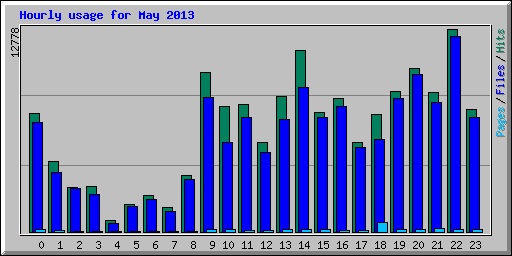 Hourly usage for May 2013
12778
Pages/Files/Hits
0 1 2 3 4 5 6 7 8 9 10 11 12 13 14 15 16 17 18 19 20 21 22 23